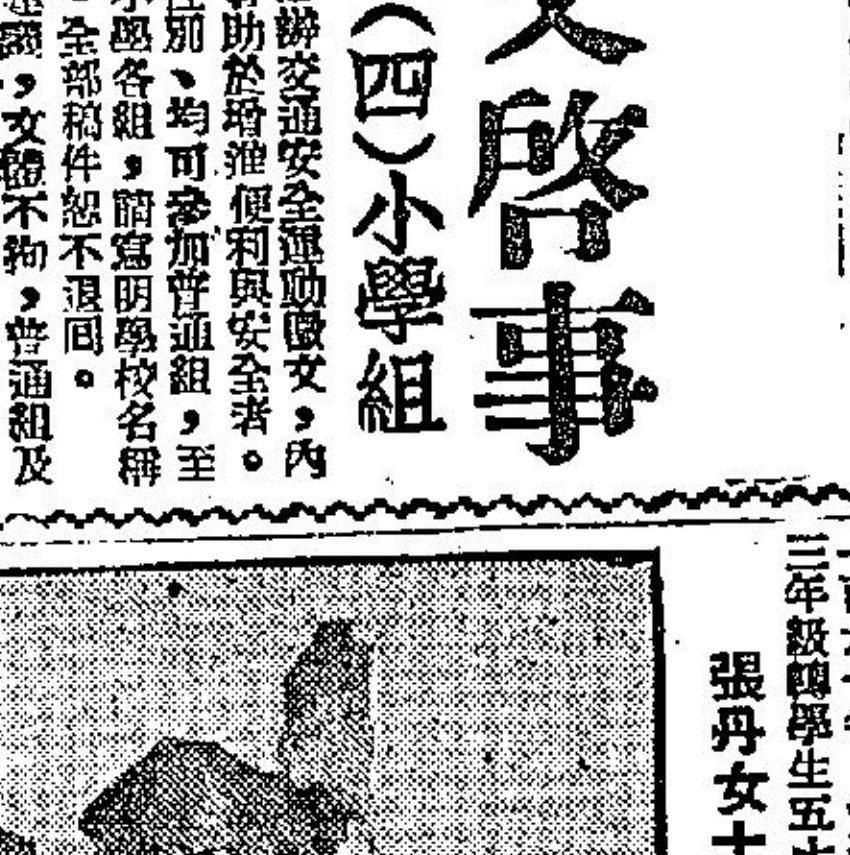 文啓事
（四）小學組
辦交通安全運動徵文，內
助於增進便利與安全者。
別、均可參加普通組，至
學各組，請寫明學校名稱
全部稿件恕不退回。
，文體不拘，普通組及
三年級轉學生五
張丹女士